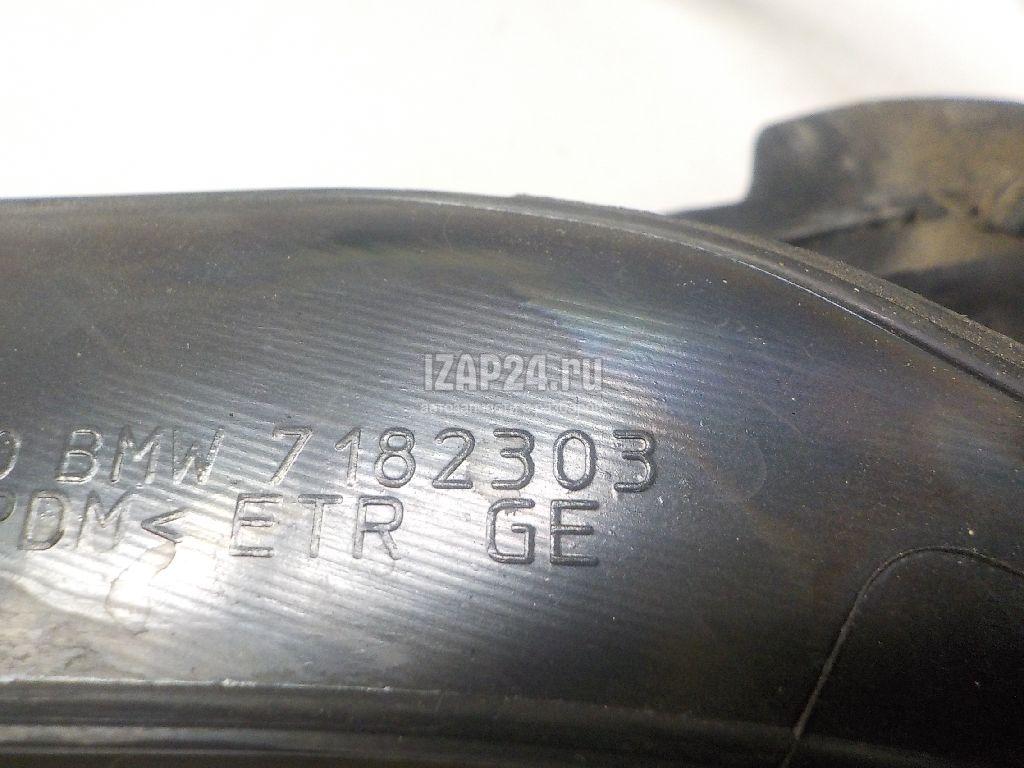 IZAP24.ru
BMW 7182303
PDM< ETR GE